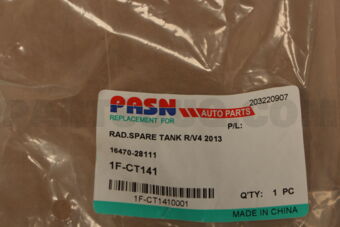 PASN AUTO PARTS
REPLACEMENT FOR
203220907
P/L:
RAD.SPARE TANK R/V4 2013
16470-28111
1F-CT141
Q'TY: 1 PC
1F-CT1410001
MADE IN CHINA